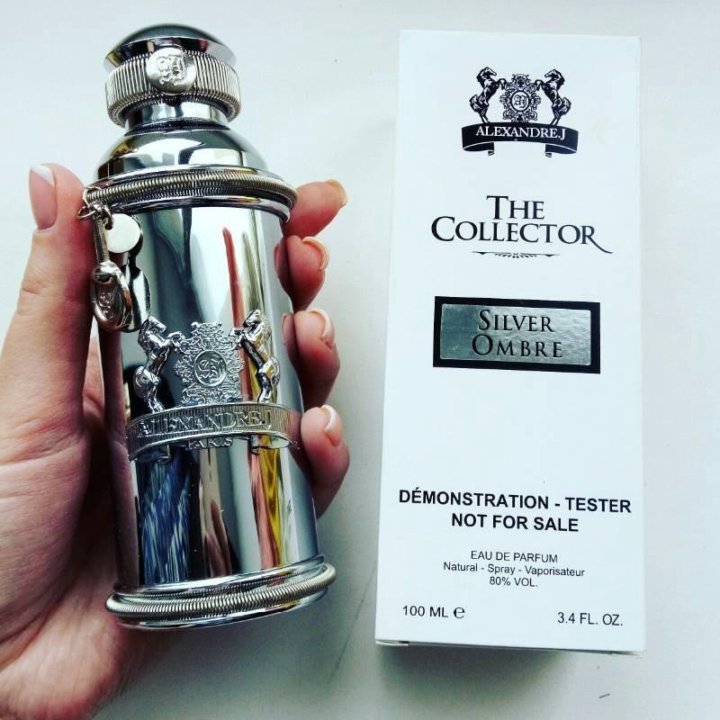 ALEXANDRE.J
PARIS
ALEXANDRE.J
THE
COLLECTOR
SILVER
OMBRE
DÉMONSTRATION - TESTER
NOT FOR SALE
EAU DE PARFUM
Natural - Spray - Vaporisateur
80% VOL.
100 ML ℮
3.4 FL. OZ.